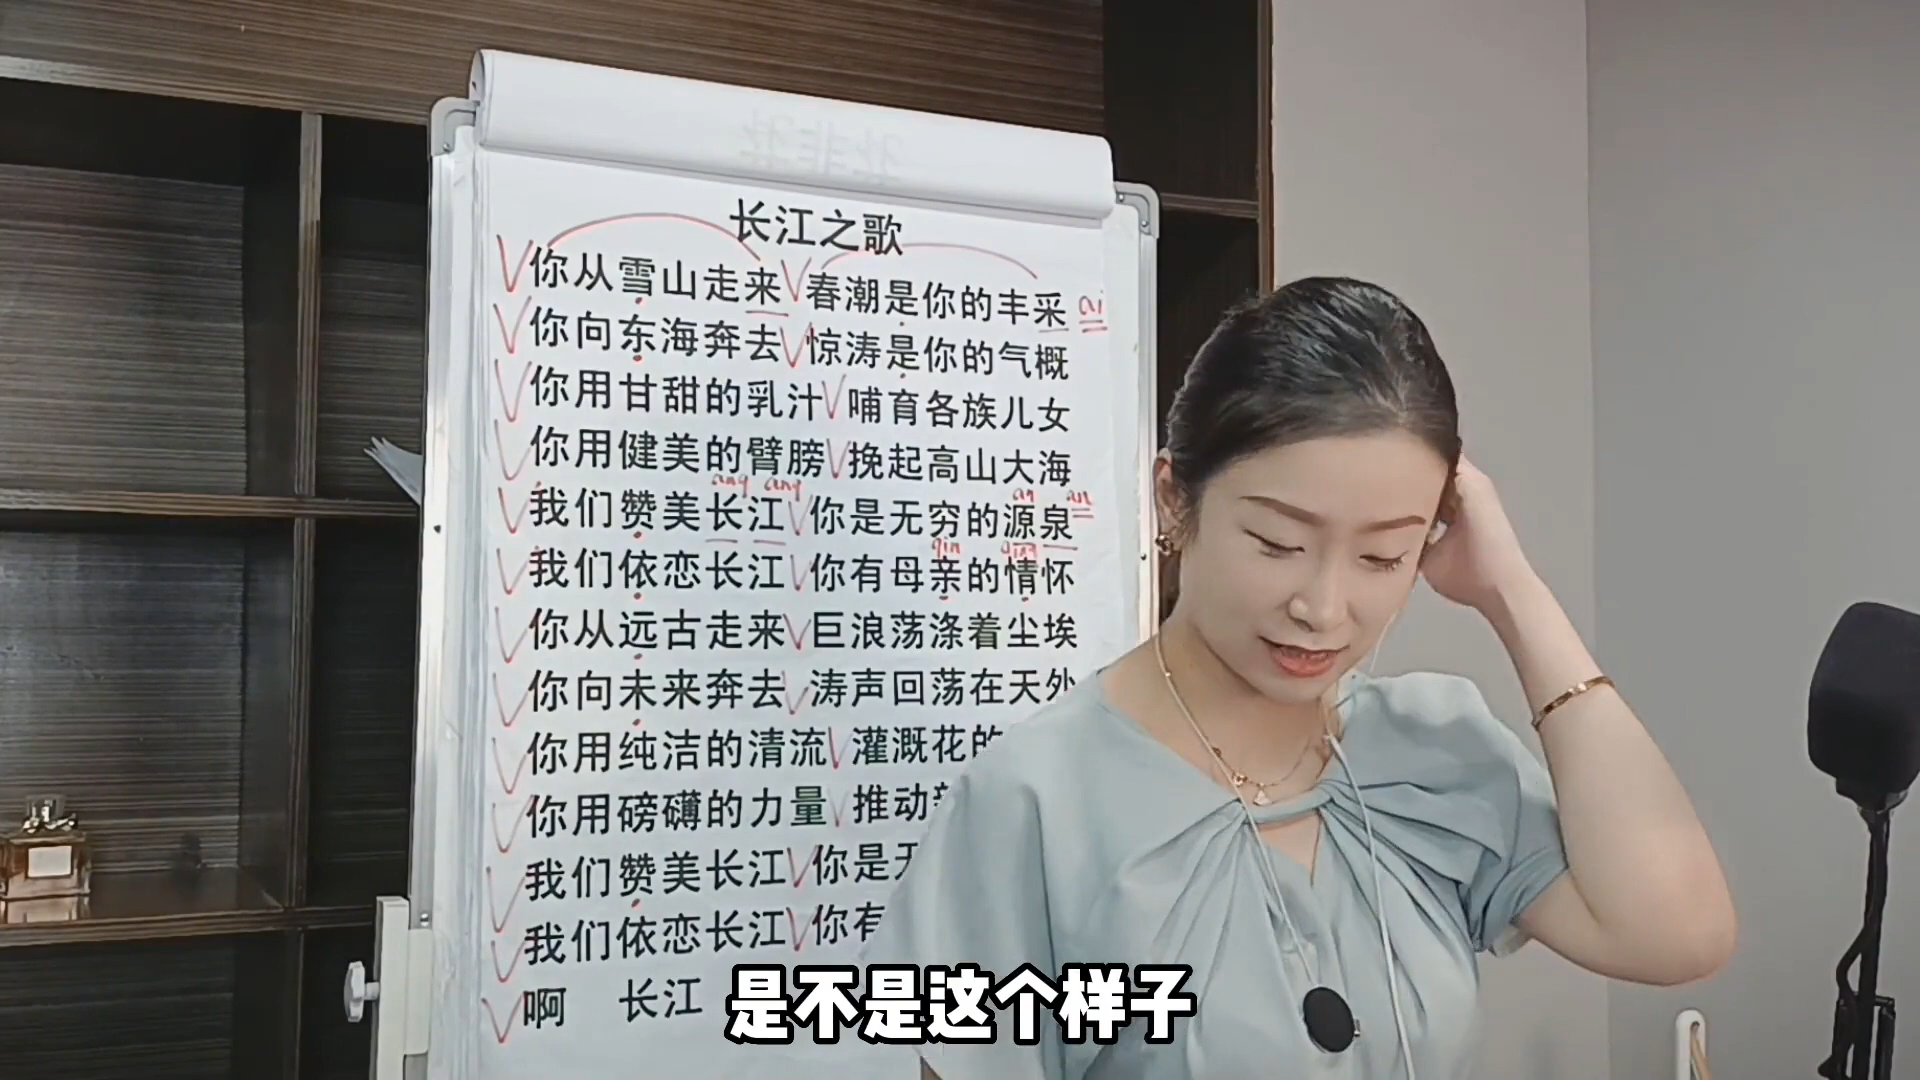 长江之歌
你从雪山走来 春潮是你的丰采 ai
你向东海奔去 惊涛是你的气概
你用甘甜的乳汁 哺育各族儿女
你用健美的臂膀 挽起高山大海
ang ang an an
我们赞美长江 你是无穷的源泉
qin qing
我们依恋长江 你有母亲的情怀
你从远古走来 巨浪荡涤着尘埃
你向未来奔去 涛声回荡在天外
你用纯洁的清流 灌溉花的
你用磅礴的力量 推动
我们赞美长江 你是
我们依恋长江 你有
啊 长江
是不是这个样子